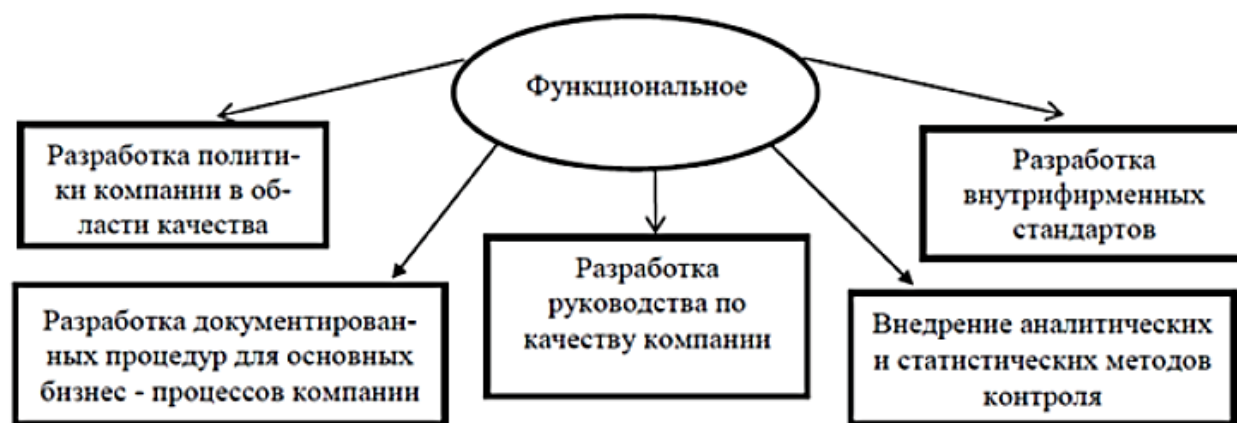 Функциональное
Разработка полити-
ки компании в об-
ласти качества
Разработка
внутрифирменных
стандартов
Разработка документирован-
ных процедур для основных
бизнес - процессов компании
Разработка
руководства по
качеству компании
Внедрение аналитических
и статистических методов
контроля